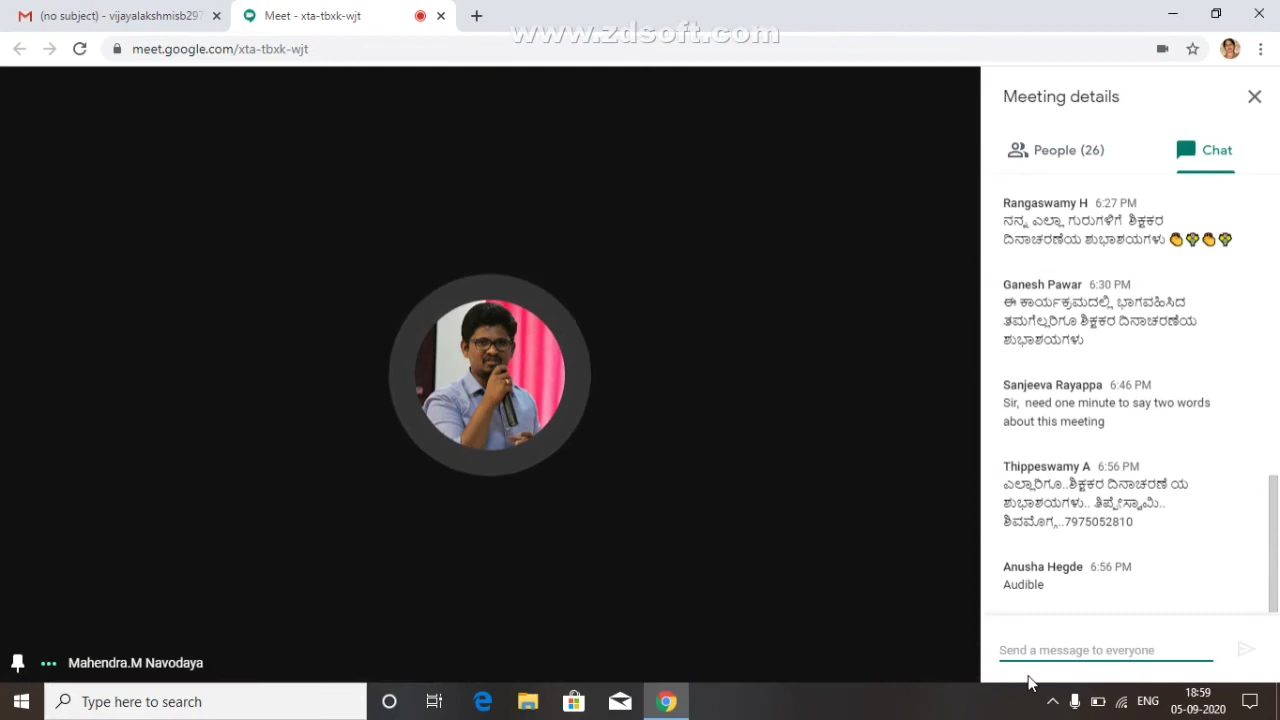 (no subject) - vijayalakshmisb297
Meet - xta-tbxk-wjt
www.zdsoft.com
meet.google.com/xta-tbxk-wjt
Meeting details
People (26)
Chat
Rangaswamy H 6:27 PM
ನನ್ನ ಎಲ್ಲಾ ಗುರುಗಳಿಗೆ ಶಿಕ್ಷಕರ
ದಿನಾಚರಣೆಯ ಶುಭಾಶಯಗಳು 👏💐👏💐
Ganesh Pawar 6:30 PM
ಈ ಕಾರ್ಯಕ್ರಮದಲ್ಲಿ ಭಾಗವಹಿಸಿದ
ತಮಗೆಲ್ಲರಿಗೂ ಶಿಕ್ಷಕರ ದಿನಾಚರಣೆಯ
ಶುಭಾಶಯಗಳು
Sanjeeva Rayappa 6:46 PM
Sir, need one minute to say two words
about this meeting
Thippeswamy A 6:56 PM
ಎಲ್ಲಾರಿಗೂ..ಶಿಕ್ಷಕರ ದಿನಾಚರಣೆ ಯ
ಶುಭಾಶಯಗಳು.. ತಿಪ್ಪೇಸ್ವಾಮಿ..
ಶಿವಮೊಗ್ಗ..7975052810
Anusha Hegde 6:56 PM
Audible
Send a message to everyone
Mahendra.M Navodaya
Type here to search
ENG
18:59
05-09-2020